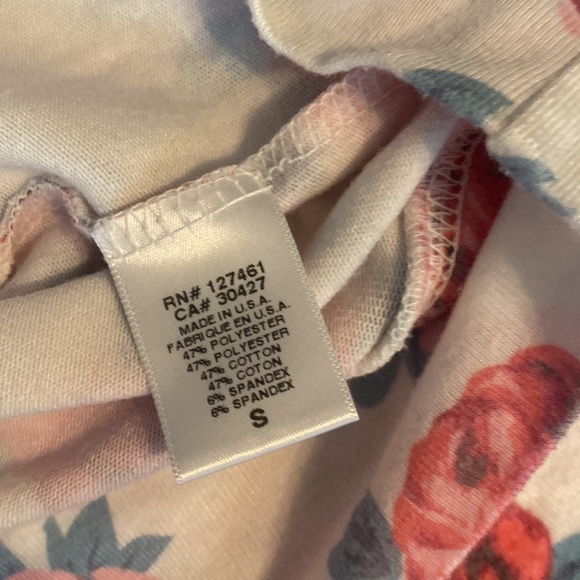 RN# 127461
CA# 30427
MADE IN U.S.A.
FABRIQUE EN U.S.A.
47% POLYESTER
47% POLYESTER
47% COTTON
47% COTON
6% SPANDEX
6% SPANDEX
S